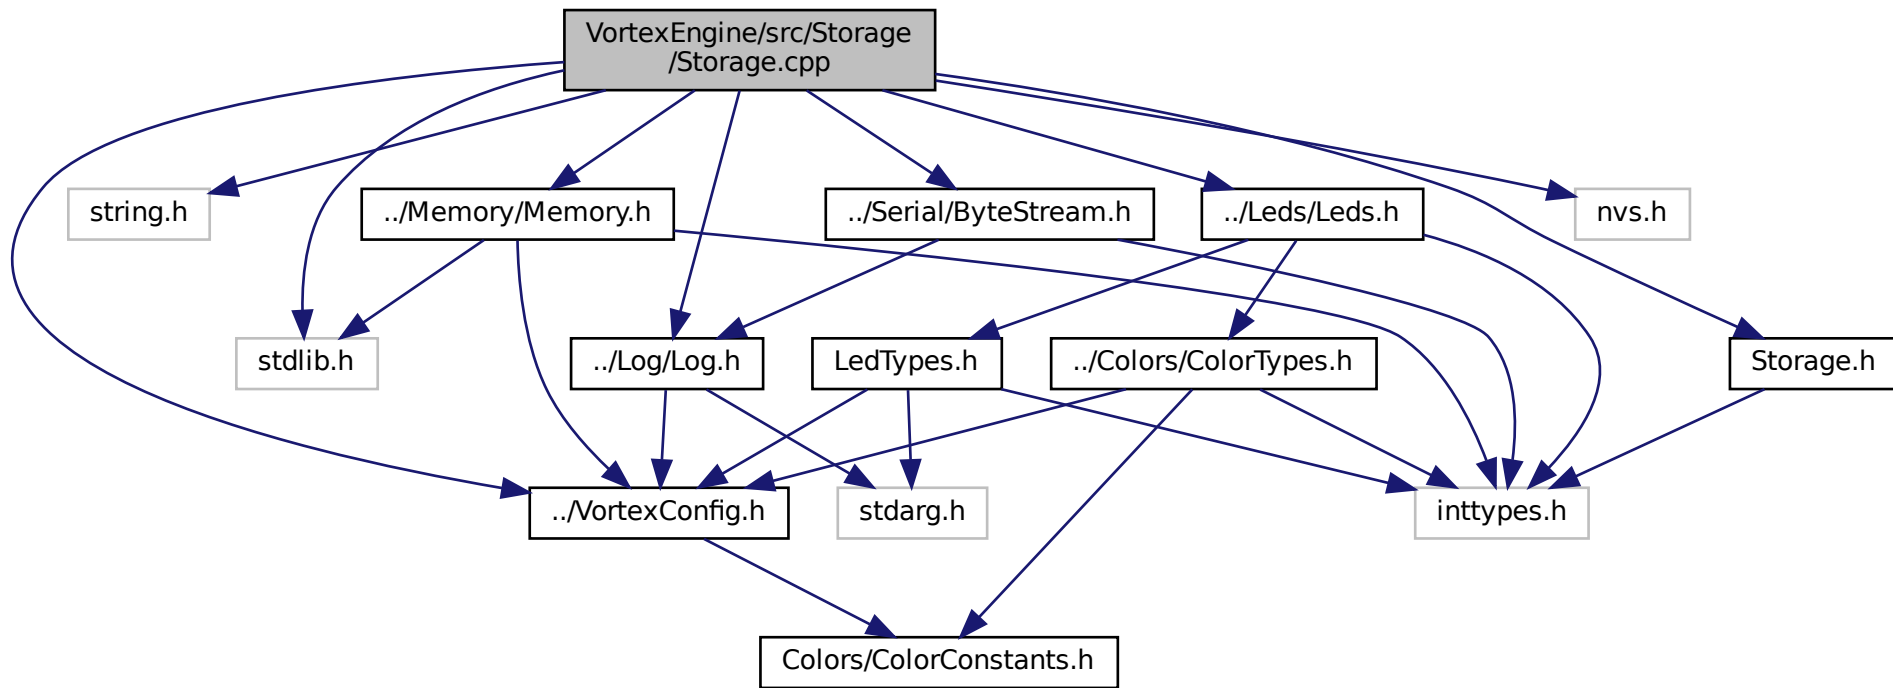 VortexEngine/src/Storage
/Storage.cpp
string.h
../Memory/Memory.h
../Serial/ByteStream.h
../Leds/Leds.h
nvs.h
stdlib.h
../Log/Log.h
LedTypes.h
../Colors/ColorTypes.h
Storage.h
../VortexConfig.h
stdarg.h
inttypes.h
Colors/ColorConstants.h